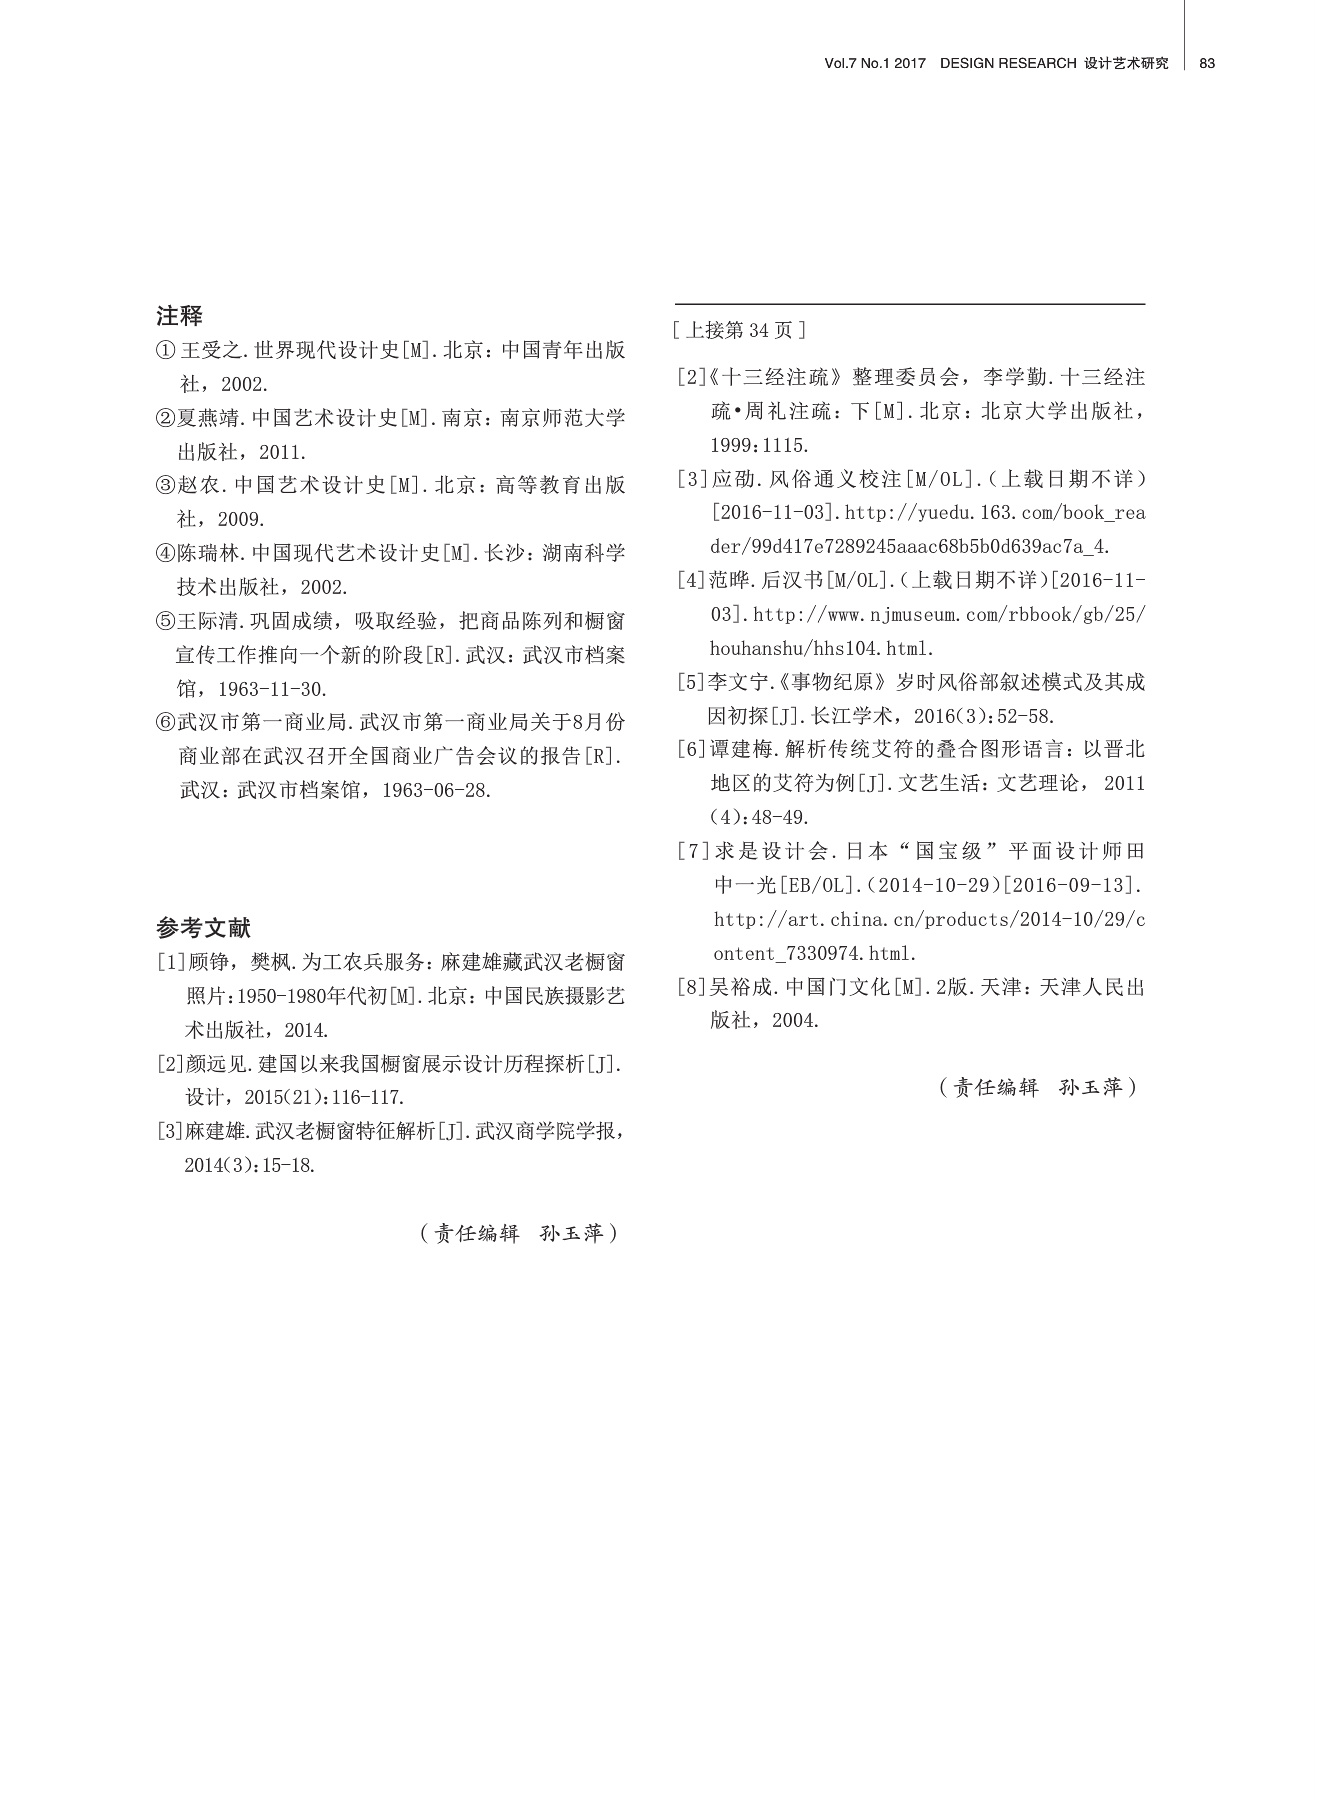 Vol.7 No.1 2017 DESIGN RESEARCH 设计艺术研究 83
注释
① 王受之. 世界现代设计史[M]. 北京：中国青年出版
社，2002.
②夏燕靖. 中国艺术设计史[M]. 南京：南京师范大学
出版社，2011.
③赵农. 中国艺术设计史[M]. 北京：高等教育出版
社，2009.
④陈瑞林. 中国现代艺术设计史[M]. 长沙：湖南科学
技术出版社，2002.
⑤王际清. 巩固成绩，吸取经验，把商品陈列和橱窗
宣传工作推向一个新的阶段[R]. 武汉：武汉市档案
馆，1963-11-30.
⑥武汉市第一商业局. 武汉市第一商业局关于8月份
商业部在武汉召开全国商业广告会议的报告[R].
武汉：武汉市档案馆，1963-06-28.
参考文献
[1]顾铮，樊枫. 为工农兵服务：麻建雄藏武汉老橱窗
照片:1950-1980年代初[M]. 北京：中国民族摄影艺
术出版社，2014.
[2]颜远见. 建国以来我国橱窗展示设计历程探析[J].
设计，2015(21):116-117.
[3]麻建雄. 武汉老橱窗特征解析[J]. 武汉商学院学报，
2014(3):15-18.
（责任编辑 孙玉萍）
[ 上接第 34 页 ]
[2]《十三经注疏》整理委员会，李学勤. 十三经注
疏•周礼注疏：下[M]. 北京：北京大学出版社，
1999:1115.
[3]应劭. 风俗通义校注[M/OL].（上载日期不详）
[2016-11-03].http://yuedu.163.com/book_rea
der/99d417e7289245aaac68b5b0d639ac7a_4.
[4]范晔. 后汉书[M/OL].（上载日期不详）[2016-11-
03].http://www.njmuseum.com/rbbook/gb/25/
houhanshu/hhs104.html.
[5]李文宁.《事物纪原》岁时风俗部叙述模式及其成
因初探[J]. 长江学术，2016(3):52-58.
[6]谭建梅. 解析传统艾符的叠合图形语言：以晋北
地区的艾符为例[J]. 文艺生活：文艺理论， 2011
(4):48-49.
[7]求是设计会. 日本“国宝级”平面设计师田
中一光[EB/OL].(2014-10-29)[2016-09-13].
http://art.china.cn/products/2014-10/29/c
ontent_7330974.html.
[8]吴裕成. 中国门文化[M]. 2版. 天津：天津人民出
版社，2004.
（责任编辑 孙玉萍）